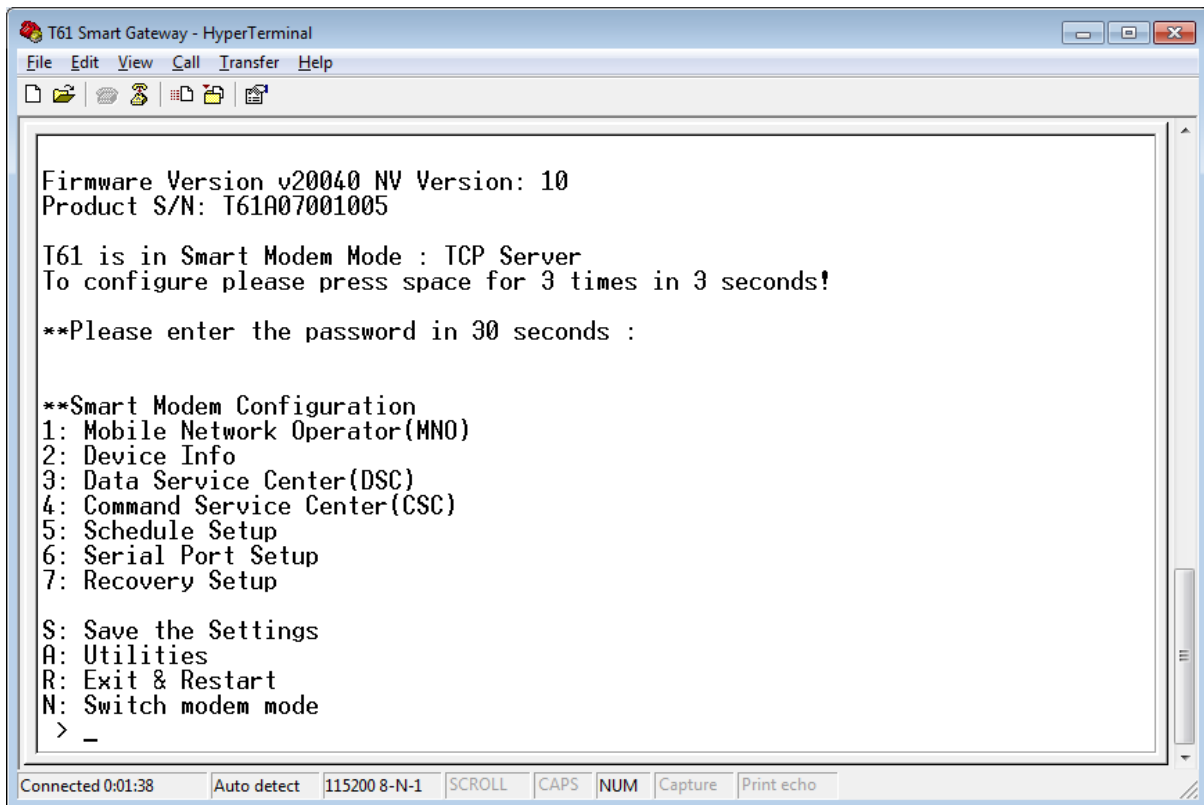 T61 Smart Gateway - HyperTerminal
File Edit View Call Transfer Help
Firmware Version v20040 NV Version: 10
Product S/N: T61A07001005
T61 is in Smart Modem Mode : TCP Server
To configure please press space for 3 times in 3 seconds!
**Please enter the password in 30 seconds :
**Smart Modem Configuration
1: Mobile Network Operator(MNO)
2: Device Info
3: Data Service Center(DSC)
4: Command Service Center(CSC)
5: Schedule Setup
6: Serial Port Setup
7: Recovery Setup
S: Save the Settings
A: Utilities
R: Exit & Restart
N: Switch modem mode
> _
Connected 0:01:38 Auto detect 115200 8-N-1 SCROLL CAPS NUM Capture Print echo